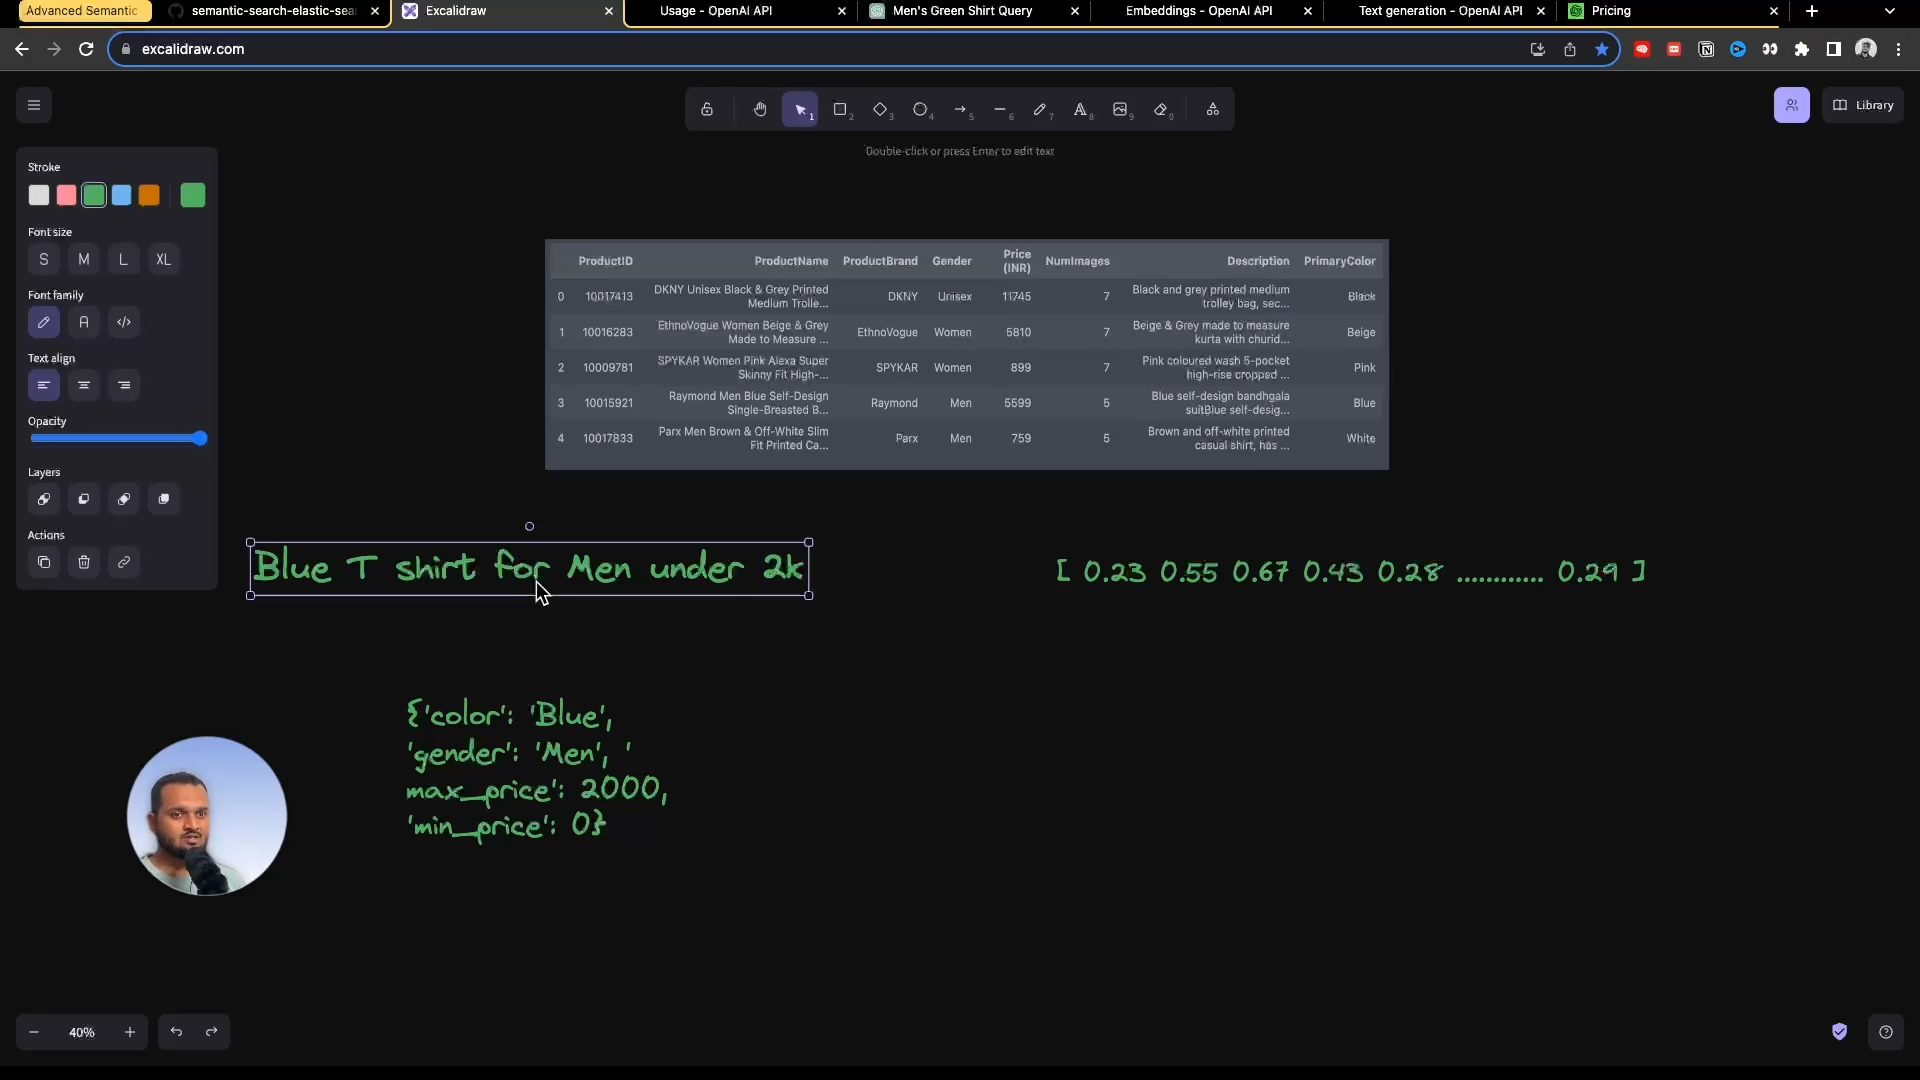 Advanced Semantic
semantic-search-elastic-sea
Excalidraw
Usage - OpenAI API
Men's Green Shirt Query
Embeddings - OpenAI API
Text generation - OpenAI API
Pricing
excalidraw.com
1
2
3
4
5
6
7
8
9
0
Library
Double-click or press Enter to edit text
Stroke
Font size
S M L XL
Font family
A </>
Text align
Opacity
Layers
Actions
ProductID ProductName ProductBrand Gender Price (INR) NumImages Description PrimaryColor
0 10017413 DKNY Unisex Black & Grey Printed Medium Trolle... DKNY Unisex 11745 7 Black and grey printed medium trolley bag, sec... Black
1 10016283 EthnoVogue Women Beige & Grey Made to Measure ... EthnoVogue Women 5810 7 Beige & Grey made to measure kurta with churid... Beige
2 10009781 SPYKAR Women Pink Alexa Super Skinny Fit High-... SPYKAR Women 899 7 Pink coloured wash 5-pocket high-rise cropped ... Pink
3 10015921 Raymond Men Blue Self-Design Single-Breasted B... Raymond Men 5599 5 Blue self-design bandhgala suitBlue self-desig... Blue
4 10017833 Parx Men Brown & Off-White Slim Fit Printed Ca... Parx Men 759 5 Brown and off-white printed casual shirt, has ... White
Blue T shirt for Men under 2k
[ 0.23 0.55 0.67 0.43 0.28 ............ 0.29 ]
{'color': 'Blue',
'gender': 'Men', '
max_price': 2000,
'min_price': 0}
40%